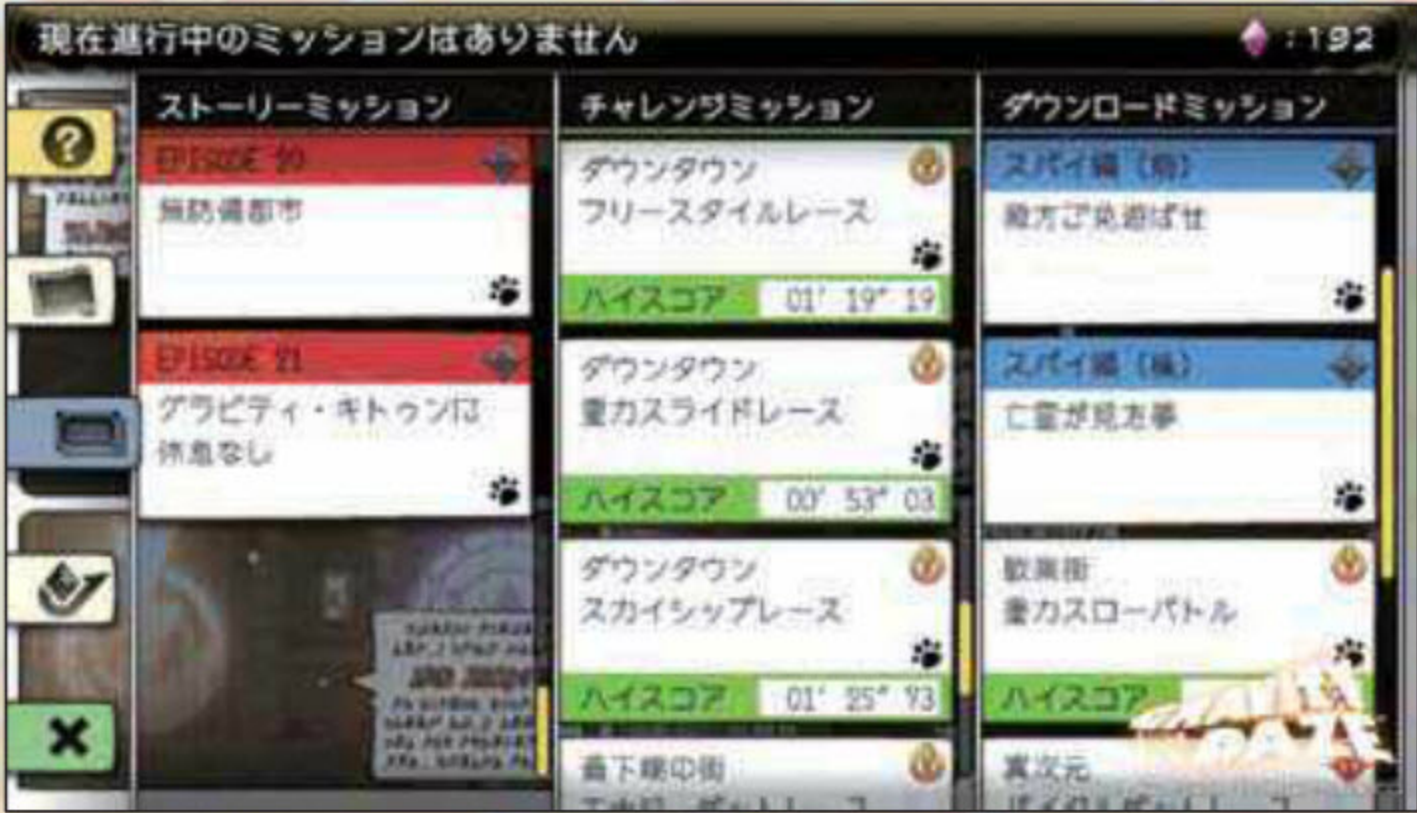 現在進行中のミッションはありません
:192
ストーリーミッション
EPISODE 20
無防備都市
EPISODE 21
グラビティ・キトゥンは
休息なし
チャレンジミッション
ダウンタウン
フリースタイルレース
ハイスコア 01' 19" 19
ダウンタウン
重力スライドレース
ハイスコア 00' 53" 03
ダウンタウン
スカイシップレース
ハイスコア 01' 25" 93
最下端の街
ダウンロードミッション
スパイ編（前）
殿方ご免遊ばせ
スパイ編（後）
亡霊が見た夢
歓楽街
重力スローバトル
ハイスコア
異次元